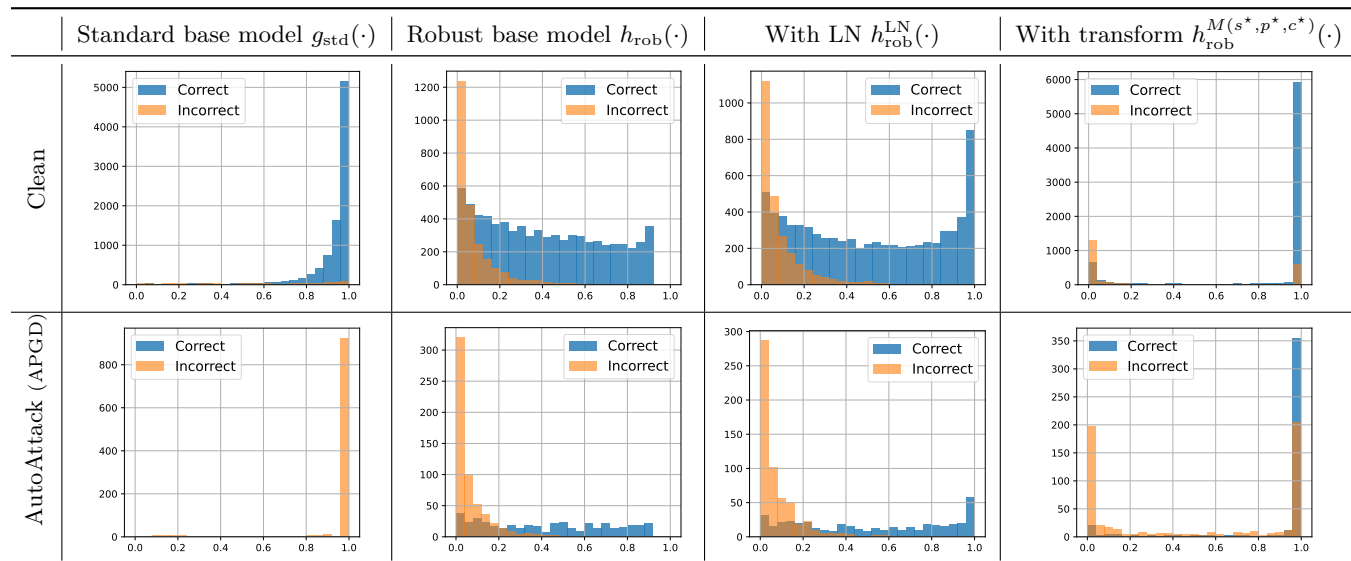 Standard base model g_std(·) Robust base model h_rob(·) With LN h_rob^LN(·) With transform h_rob^M(s⋆,p⋆,c⋆)(·)
Clean
5000
4000
3000
2000
1000
0
0.0 0.2 0.4 0.6 0.8 1.0
Correct
Incorrect
1200
1000
800
600
400
200
0
0.0 0.2 0.4 0.6 0.8 1.0
Correct
Incorrect
1000
800
600
400
200
0
0.0 0.2 0.4 0.6 0.8 1.0
Correct
Incorrect
6000
5000
4000
3000
2000
1000
0
0.0 0.2 0.4 0.6 0.8 1.0
Correct
Incorrect
AutoAttack (APGD)
800
600
400
200
0
0.0 0.2 0.4 0.6 0.8 1.0
Correct
Incorrect
300
250
200
150
100
50
0
0.0 0.2 0.4 0.6 0.8 1.0
Correct
Incorrect
300
250
200
150
100
50
0
0.0 0.2 0.4 0.6 0.8 1.0
Correct
Incorrect
350
300
250
200
150
100
50
0
0.0 0.2 0.4 0.6 0.8 1.0
Correct
Incorrect